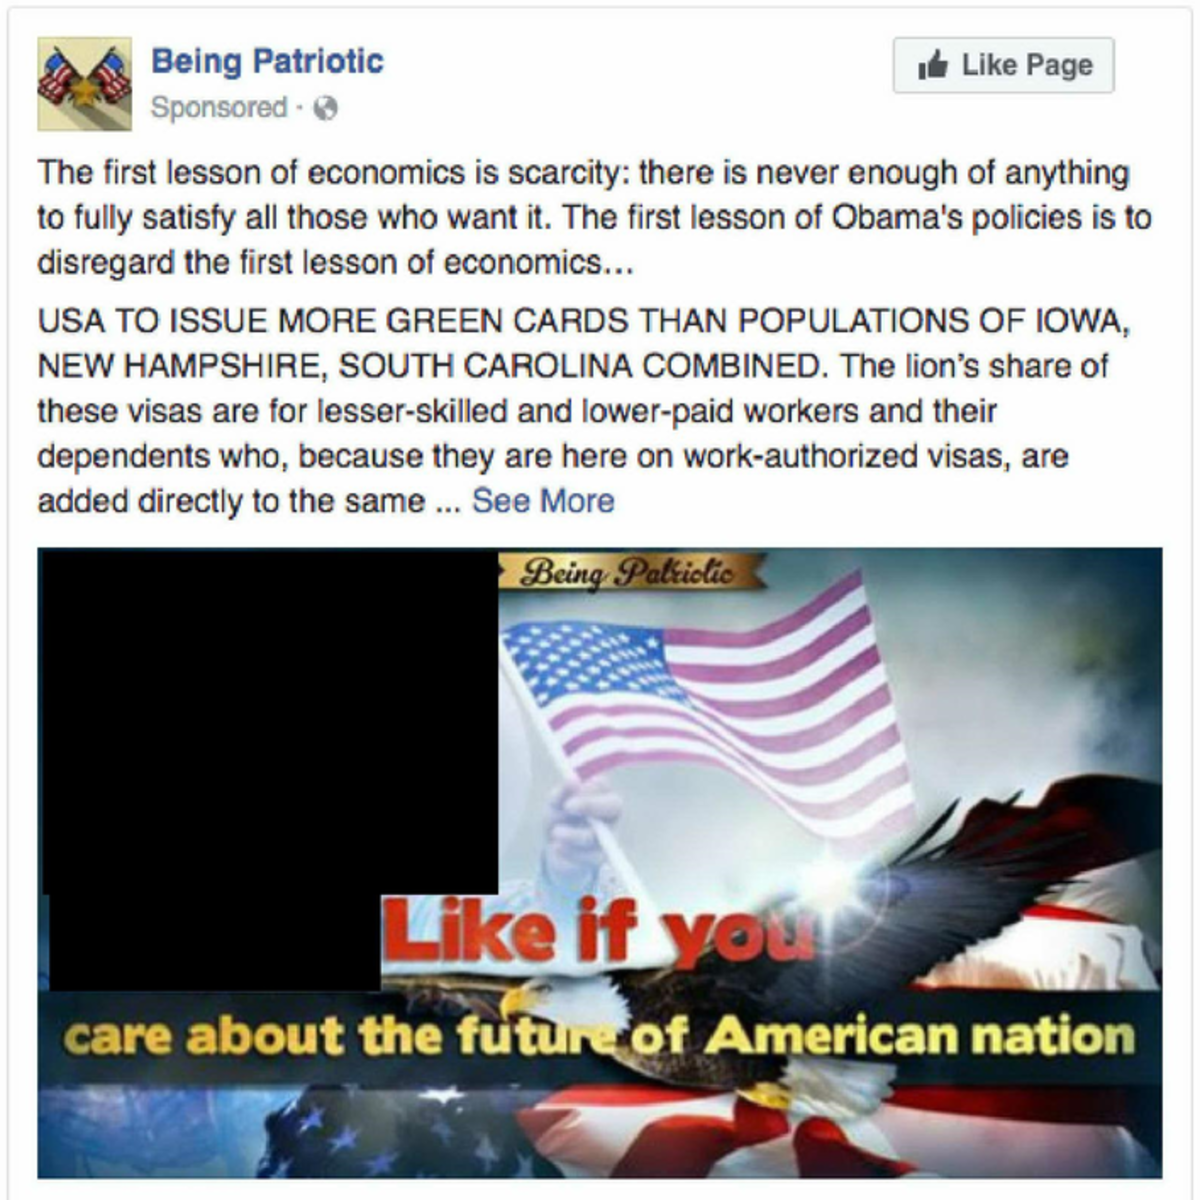 Being Patriotic
Like Page
Sponsored ·
The first lesson of economics is scarcity: there is never enough of anything
to fully satisfy all those who want it. The first lesson of Obama's policies is to
disregard the first lesson of economics...
USA TO ISSUE MORE GREEN CARDS THAN POPULATIONS OF IOWA,
NEW HAMPSHIRE, SOUTH CAROLINA COMBINED. The lion’s share of
these visas are for lesser-skilled and lower-paid workers and their
dependents who, because they are here on work-authorized visas, are
added directly to the same ... See More
Being Patriotic
Like if you
care about the future of American nation